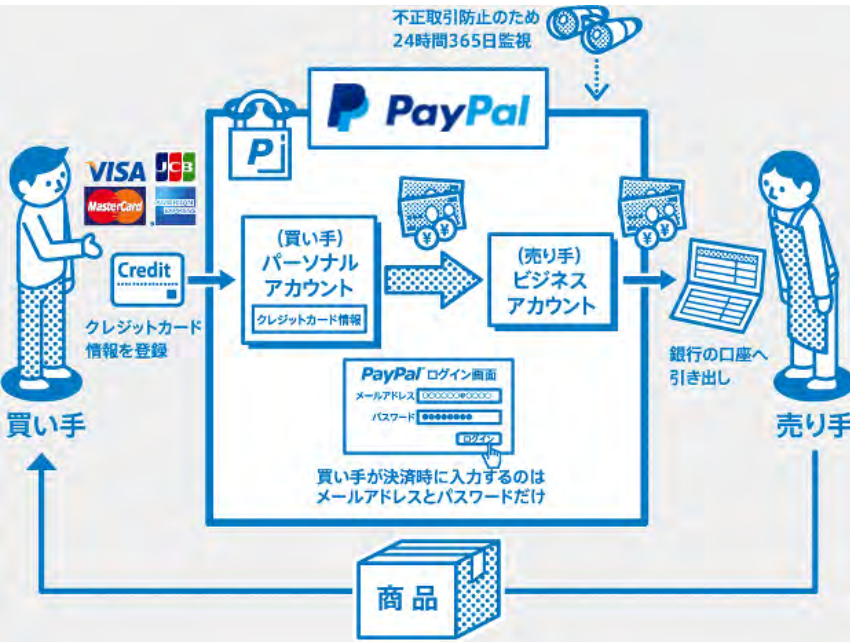 不正取引防止のため
24時間365日監視
PayPal
P
VISA
JCB
MasterCard
AMERICAN
EXPRESS
Credit
クレジットカード
情報を登録
買い手
(買い手)
パーソナル
アカウント
クレジットカード情報
¥ ¥
(売り手)
ビジネス
アカウント
¥ ¥
銀行の口座へ
引き出し
売り手
PayPal ログイン画面
メールアドレス
パスワード
ログイン
買い手が決済時に入力するのは
メールアドレスとパスワードだけ
商品